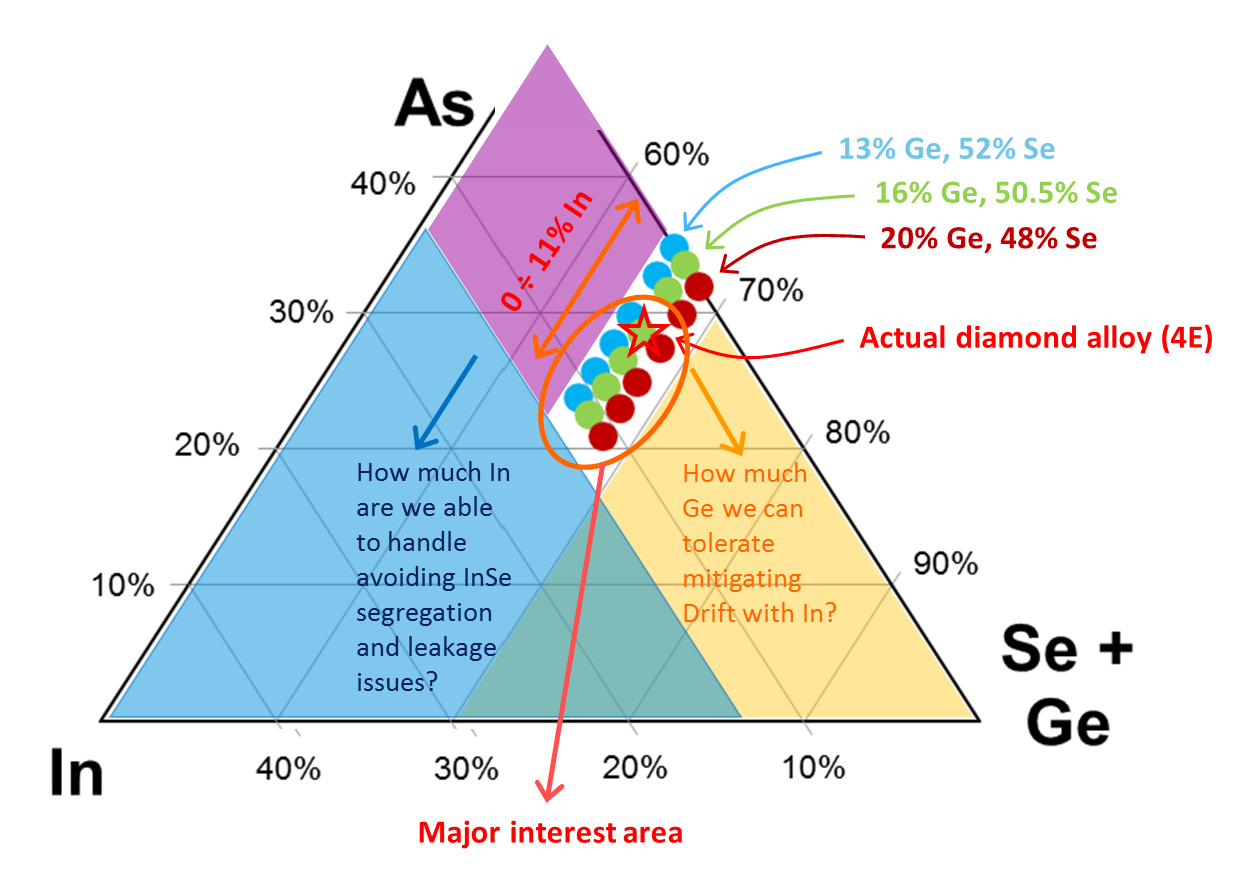 As
60%
13% Ge, 52% Se
40%
16% Ge, 50.5% Se
20% Ge, 48% Se
0 ÷ 11% In
70%
30%
Actual diamond alloy (4E)
20%
80%
How much In
are we able
to handle
avoiding InSe
segregation
and leakage
issues?
How much
Ge we can
tolerate
mitigating
Drift with In?
90%
10%
Se +
Ge
In
40%
30%
20%
10%
Major interest area